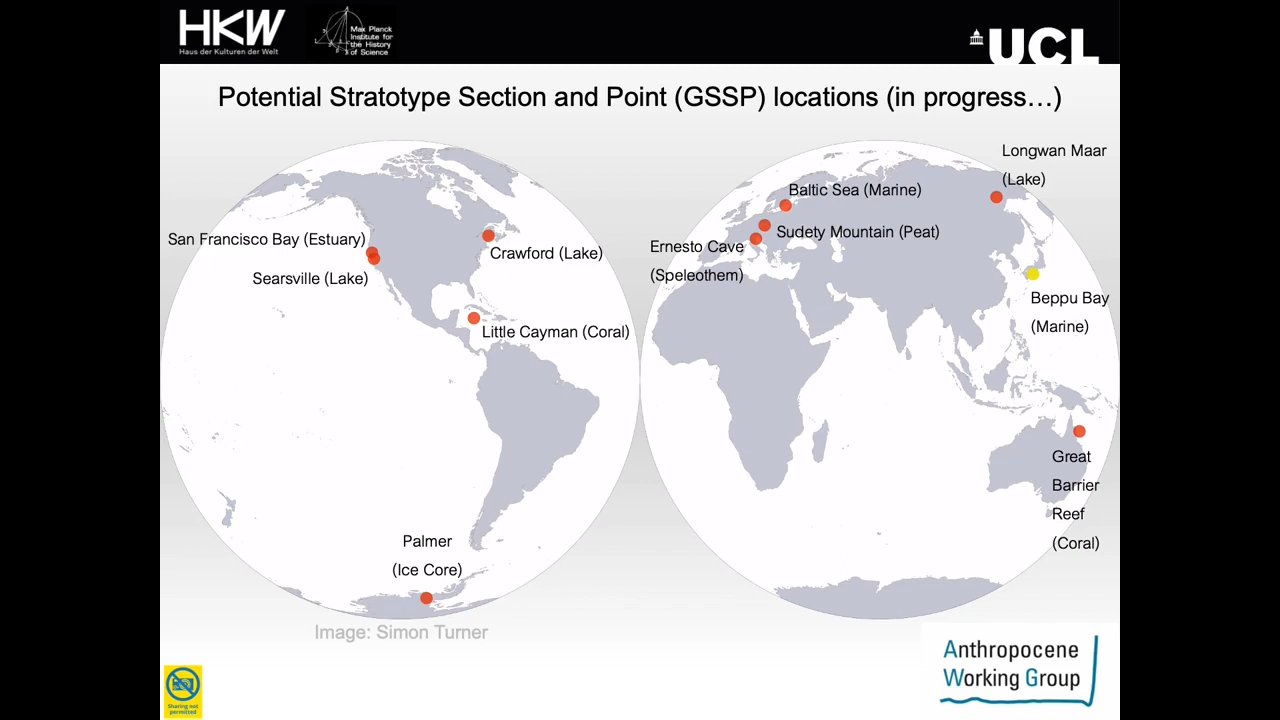 HKW
Haus der Kulturen der Welt
Max Planck
Institute for
the History
of Science
UCL
Potential Stratotype Section and Point (GSSP) locations (in progress…)
San Francisco Bay (Estuary)
Searsville (Lake)
Crawford (Lake)
Little Cayman (Coral)
Palmer
(Ice Core)
Image: Simon Turner
Longwan Maar
(Lake)
Baltic Sea (Marine)
Sudety Mountain (Peat)
Ernesto Cave
(Speleothem)
Beppu Bay
(Marine)
Great
Barrier
Reef
(Coral)
Sharing not
permitted
Anthropocene
Working Group